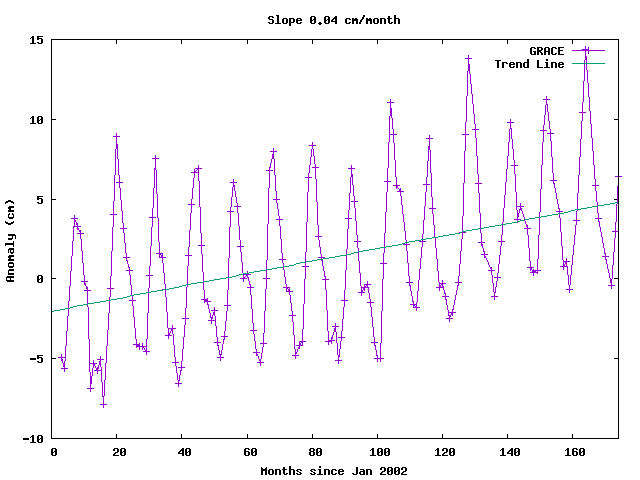 Slope 0.04 cm/month
GRACE
Trend Line
15
10
5
0
-5
-10
Anomaly (cm)
0 20 40 60 80 100 120 140 160
Months since Jan 2002